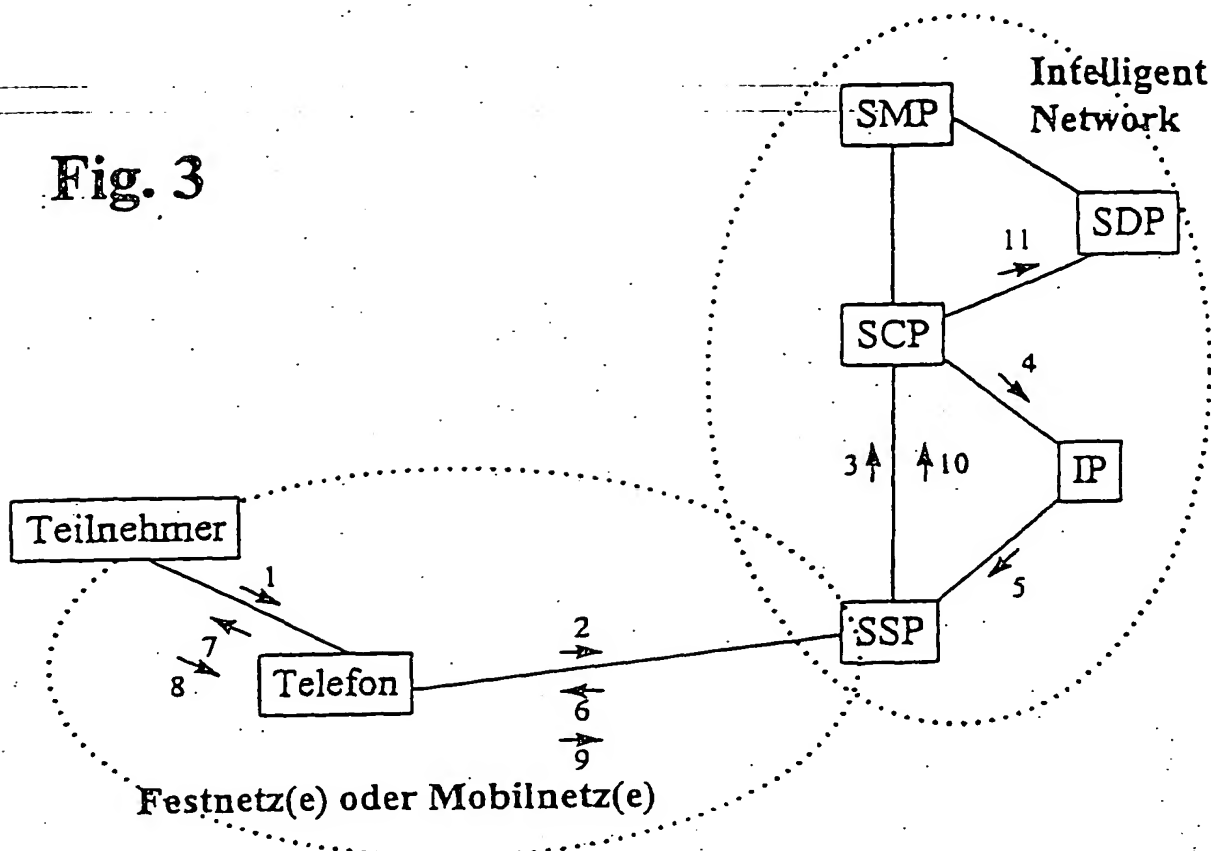 Fig. 3
Infelligent
Network
SMP
SDP
11
SCP
4
3
10
IP
5
Teilnehmer
1
7
8
Telefon
2
6
9
SSP
Festnetz(e) oder Mobilnetz(e)